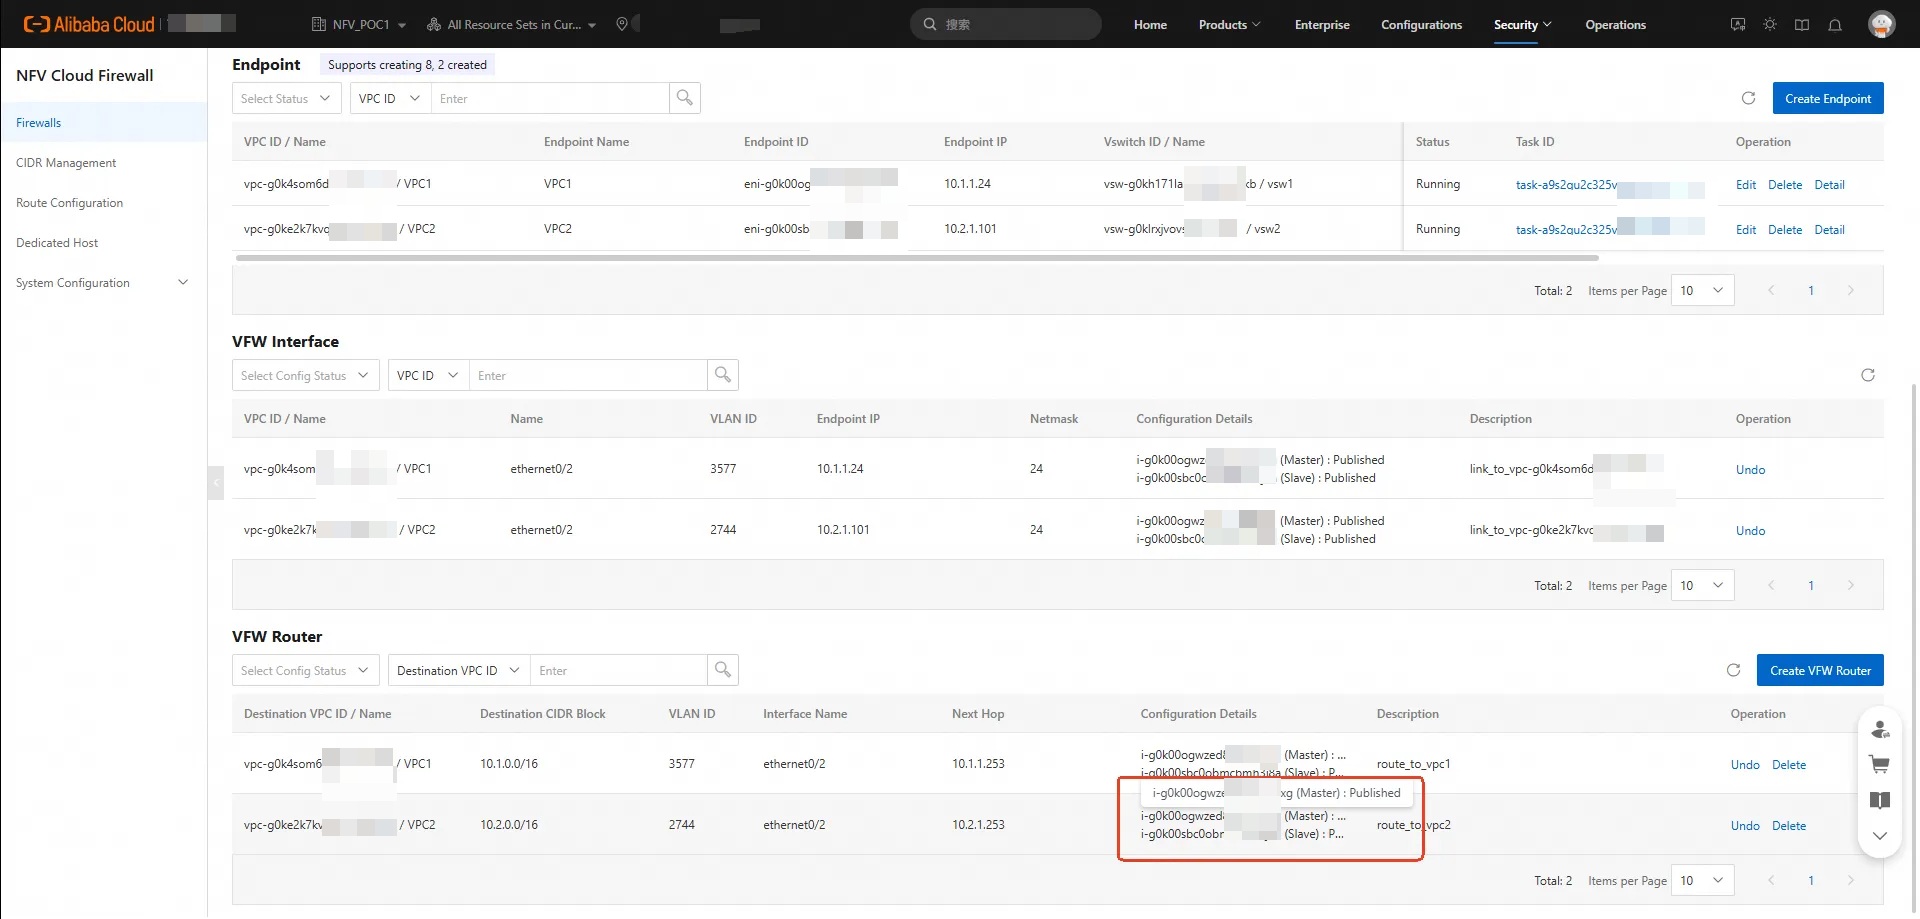 Alibaba Cloud
NFV_POC1
All Resource Sets in Cur...
搜索
Home
Products
Enterprise
Configurations
Security
Operations
NFV Cloud Firewall
Firewalls
CIDR Management
Route Configuration
Dedicated Host
System Configuration
Endpoint
Supports creating 8, 2 created
Select Status
VPC ID
Enter
Create Endpoint
VPC ID / Name
Endpoint Name
Endpoint ID
Endpoint IP
Vswitch ID / Name
Status
Task ID
Operation
vpc-g0k4som6d / VPC1
VPC1
eni-g0k00og
10.1.1.24
vsw-g0kh171la xb / vsw1
Running
task-a9s2qu2c325v
Edit Delete Detail
vpc-g0ke2k7kvc / VPC2
VPC2
eni-g0k00sb
10.2.1.101
vsw-g0klrxjvovs / vsw2
Running
task-a9s2qu2c325v
Edit Delete Detail
Total: 2 Items per Page 10 1
VFW Interface
Select Config Status
VPC ID
Enter
VPC ID / Name
Name
VLAN ID
Endpoint IP
Netmask
Configuration Details
Description
Operation
vpc-g0k4som / VPC1
ethernet0/2
3577
10.1.1.24
24
i-g0k00ogwz (Master) : Published
i-g0k00sbc0c (Slave) : Published
link_to_vpc-g0k4som6d
Undo
vpc-g0ke2k7k / VPC2
ethernet0/2
2744
10.2.1.101
24
i-g0k00ogwz (Master) : Published
i-g0k00sbc0c (Slave) : Published
link_to_vpc-g0ke2k7kvc
Undo
Total: 2 Items per Page 10 1
VFW Router
Select Config Status
Destination VPC ID
Enter
Create VFW Router
Destination VPC ID / Name
Destination CIDR Block
VLAN ID
Interface Name
Next Hop
Configuration Details
Description
Operation
vpc-g0k4som6 / VPC1
10.1.0.0/16
3577
ethernet0/2
10.1.1.253
i-g0k00ogwzed8 (Master) : ...
i-g0k00sbc0obmcpmh3j8a (Slave) : P...
route_to_vpc1
Undo Delete
i-g0k00ogwze xg (Master) : Published
vpc-g0ke2k7kv / VPC2
10.2.0.0/16
2744
ethernet0/2
10.2.1.253
i-g0k00ogwzed8 (Master) : ...
i-g0k00sbc0obr (Slave) : P...
route_to_vpc2
Undo Delete
Total: 2 Items per Page 10 1